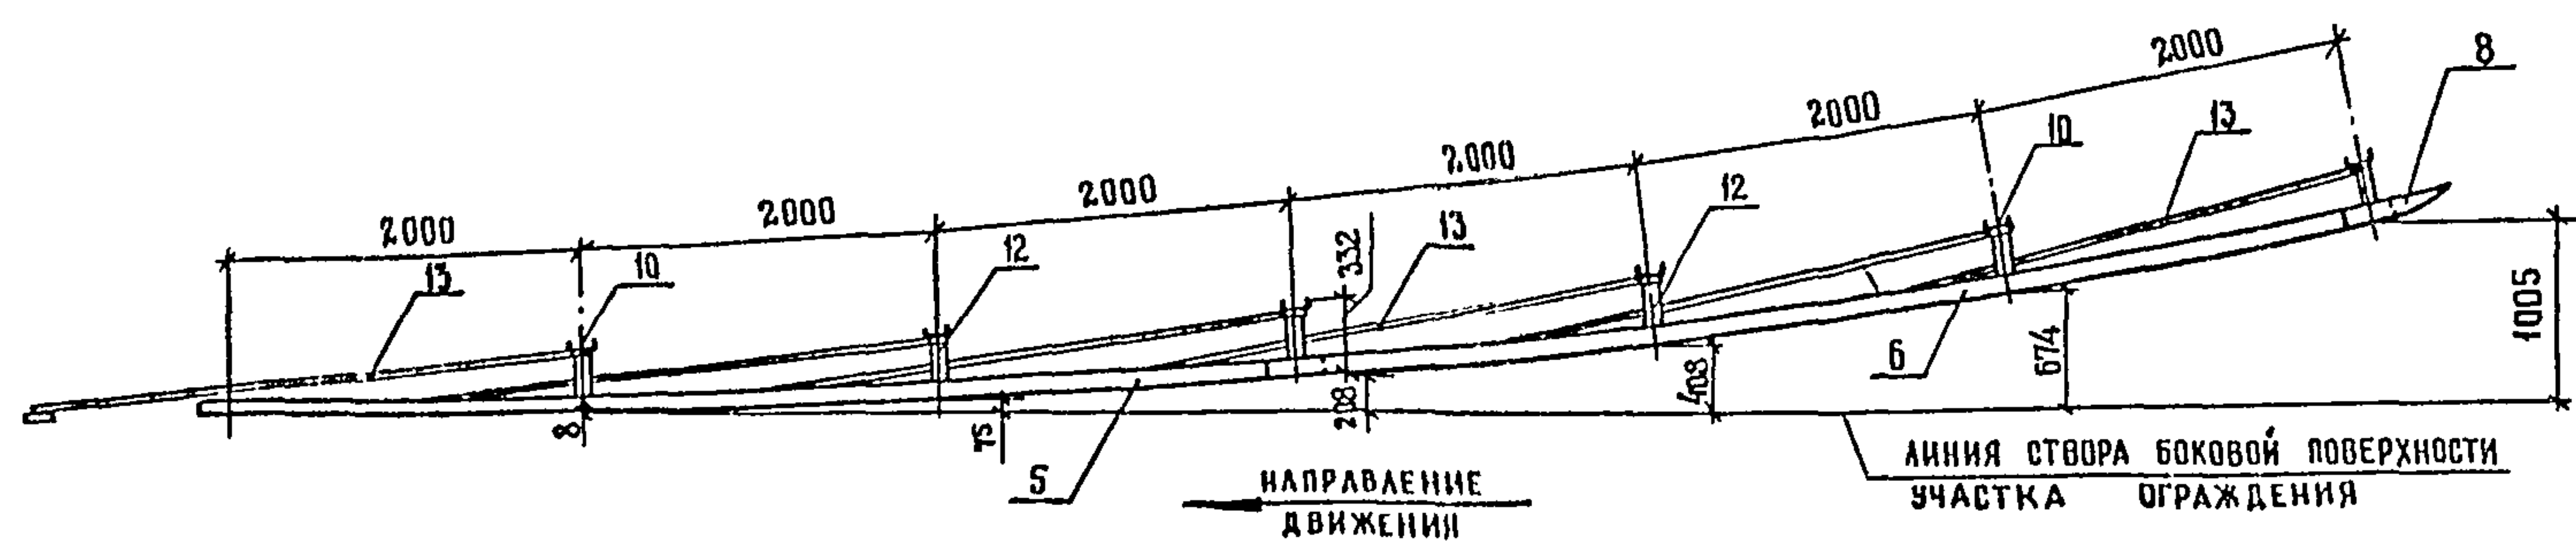 2000 2000 2000 2000 2000 2000
13 10 12 13 12 10 13 8
332
8 75 208 408 674 1005
5 6
НАПРАВЛЕНИЕ
ДВИЖЕНИЯ
ЛИНИЯ СТВОРА БОКОВОЙ ПОВЕРХНОСТИ
УЧАСТКА ОГРАЖДЕНИЯ